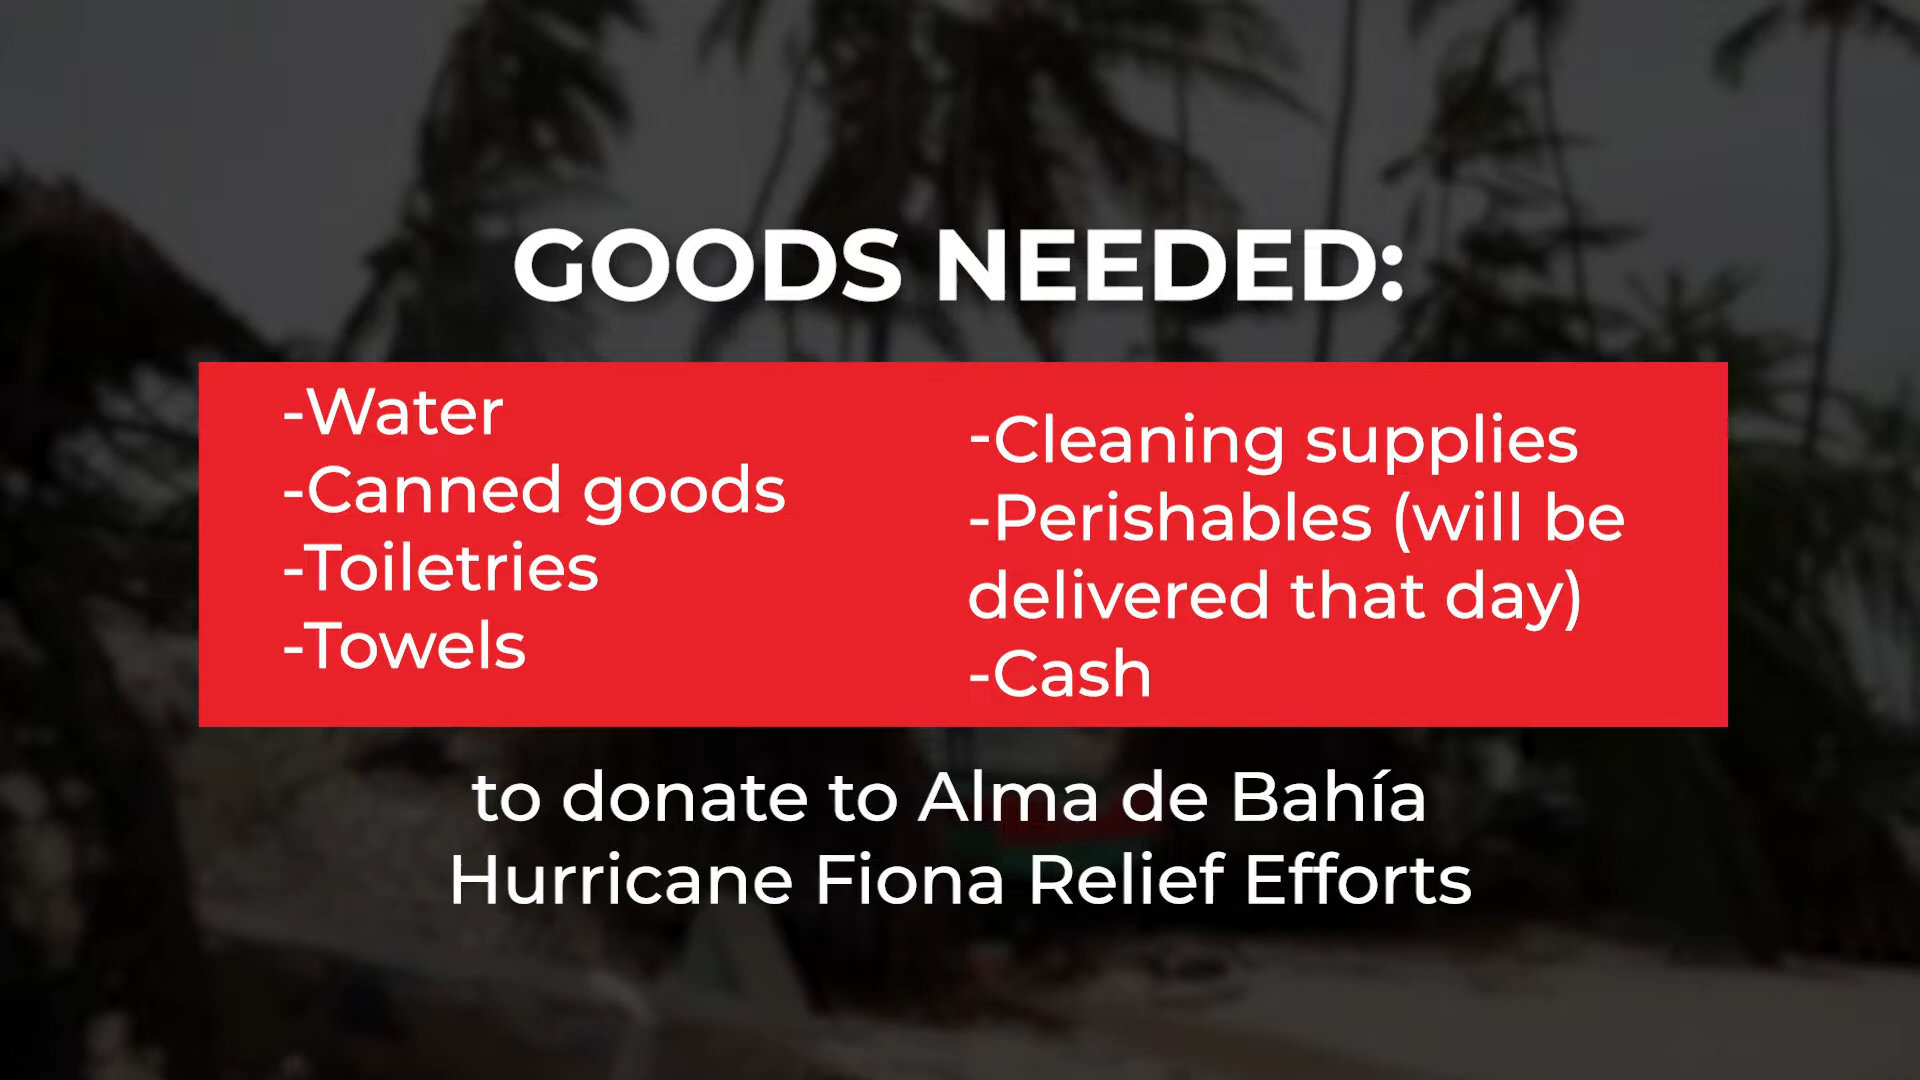 GOODS NEEDED:
-Water
-Canned goods
-Toiletries
-Towels
-Cleaning supplies
-Perishables (will be
delivered that day)
-Cash
to donate to Alma de Bahía
Hurricane Fiona Relief Efforts